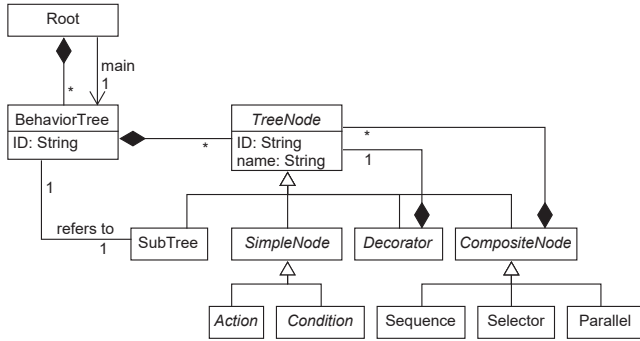 Root
main
* 1
BehaviorTree
ID: String
*
TreeNode
ID: String
name: String
*
1
1
refers to
1
SubTree
SimpleNode
Decorator
CompositeNode
Action
Condition
Sequence
Selector
Parallel